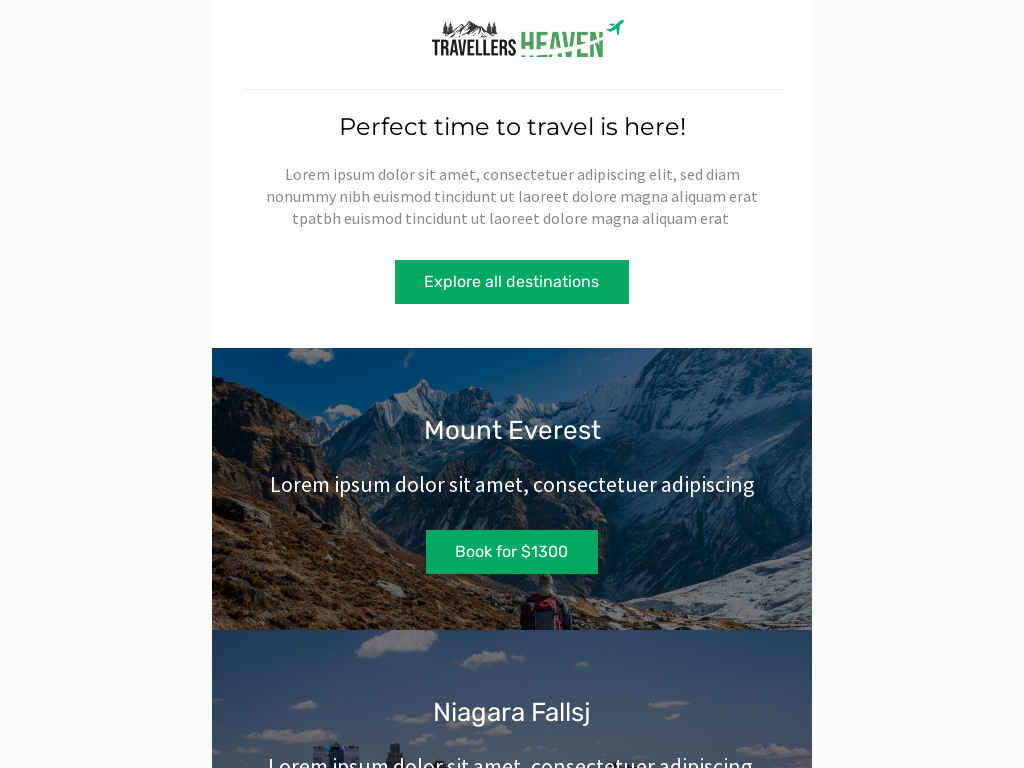 TRAVELLERS HEAVEN
Perfect time to travel is here!
Lorem ipsum dolor sit amet, consectetuer adipiscing elit, sed diam
nonummy nibh euismod tincidunt ut laoreet dolore magna aliquam erat
tpatbh euismod tincidunt ut laoreet dolore magna aliquam erat
Explore all destinations
Mount Everest
Lorem ipsum dolor sit amet, consectetuer adipiscing
Book for $1300
Niagara Fallsj
Lorem ipsum dolor sit amet, consectetuer adipiscing